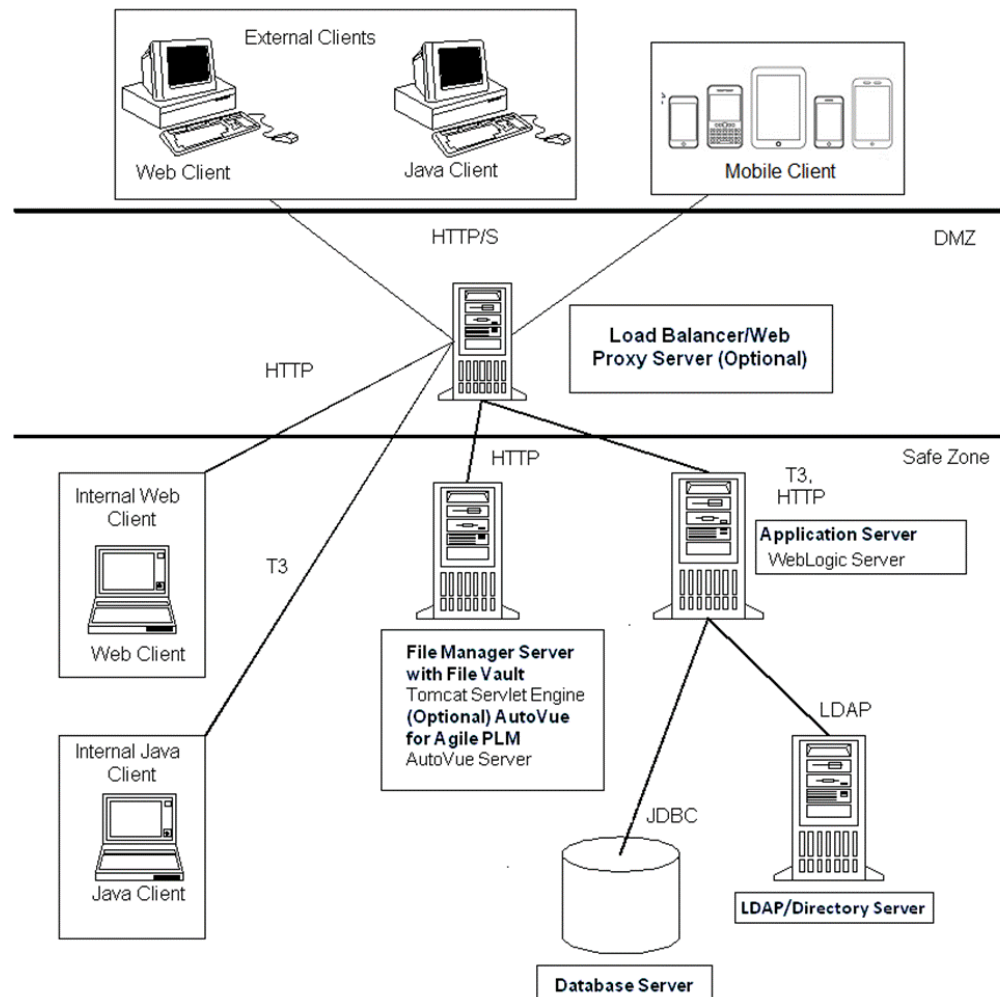 External Clients
Web Client
Java Client
Mobile Client
HTTP/S
DMZ
Load Balancer/Web
Proxy Server (Optional)
HTTP
HTTP
Safe Zone
T3,
HTTP
Internal Web
Client
Web Client
T3
Application Server
WebLogic Server
File Manager Server
with File Vault
Tomcat Servlet Engine
(Optional) AutoVue
for Agile PLM
AutoVue Server
LDAP
Internal Java
Client
Java Client
JDBC
LDAP/Directory Server
Database Server